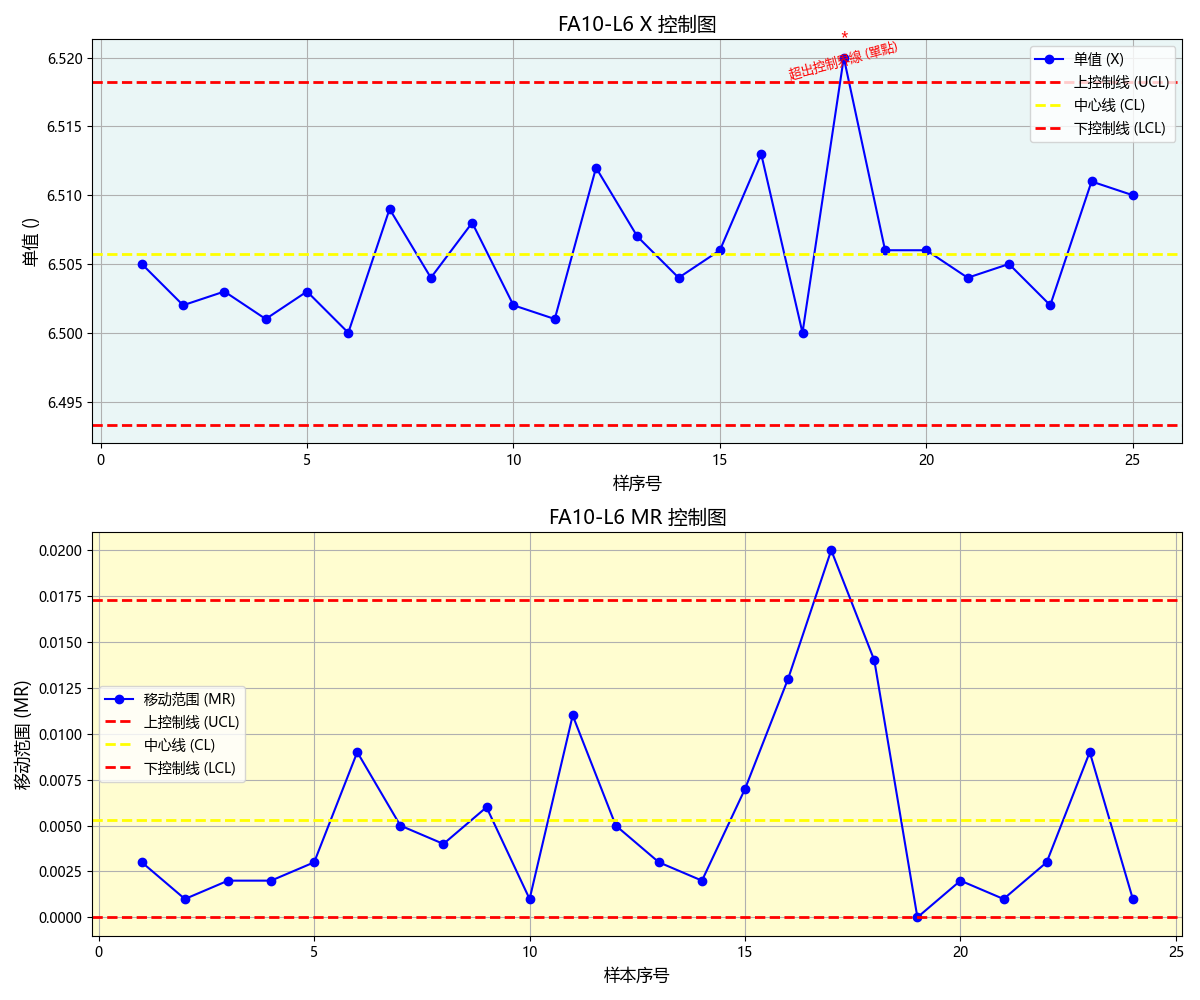 FA10-L6 X 控制图
*
超出控制界線 (單點)
单值 (X)
上控制线 (UCL)
中心线 (CL)
下控制线 (LCL)
单值 ()
6.520
6.515
6.510
6.505
6.500
6.495
0 5 10 15 20 25
样序号
FA10-L6 MR 控制图
移动范围 (MR)
0.0200
0.0175
0.0150
0.0125
0.0100
0.0075
0.0050
0.0025
0.0000
移动范围 (MR)
上控制线 (UCL)
中心线 (CL)
下控制线 (LCL)
0 5 10 15 20 25
样本序号